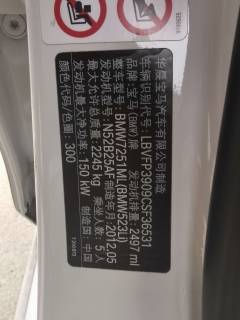 华晨宝马汽车有限公司制造
车辆识别代号: LBVFP3909CSF36531
品牌: 宝马(BMW)牌 发动机排量: 2497 ml
整车型号: BMW7251ML(BMW523Li)
最大允许总质量: 2245 kg 乘坐人数: 5 人
发动机型号: N52B25AF 制造年月: 2012.05
发动机最大净功率: 150 kW 制造国: 中国
颜色代码/色圈: 300